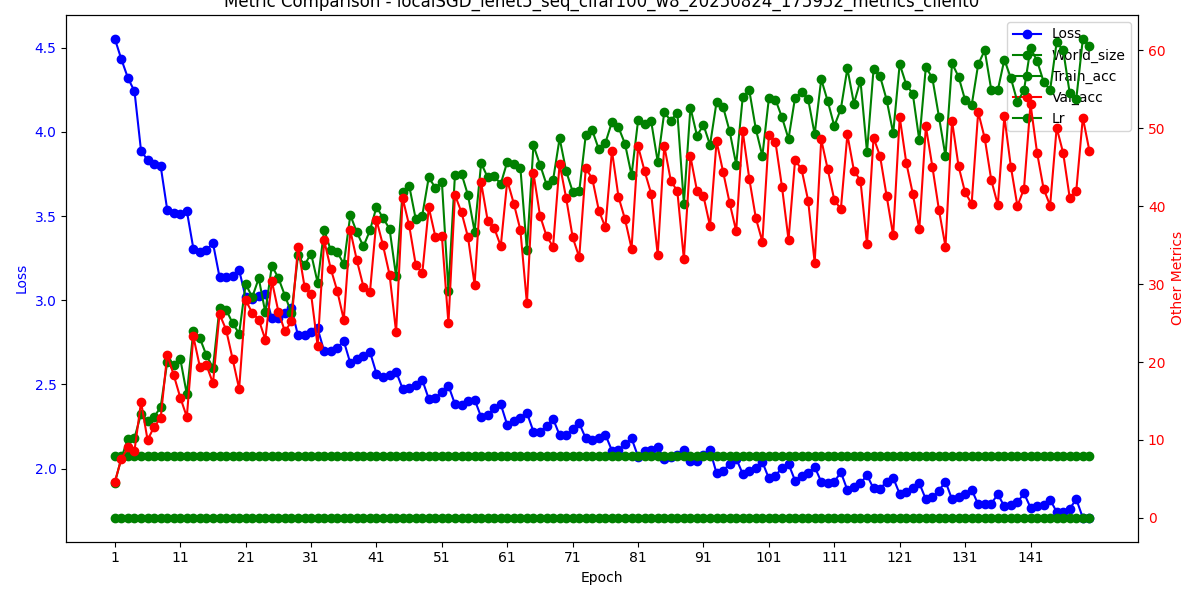 Metric Comparison - localSGD_lenet5_seq_cifar100_w8_20250824_175952_metrics_client0
Loss
World_size
Train_acc
Val_acc
Lr
4.5
4.0
3.5
3.0
2.5
2.0
Loss
60
50
40
30
20
10
0
Other Metrics
1 11 21 31 41 51 61 71 81 91 101 111 121 131 141
Epoch